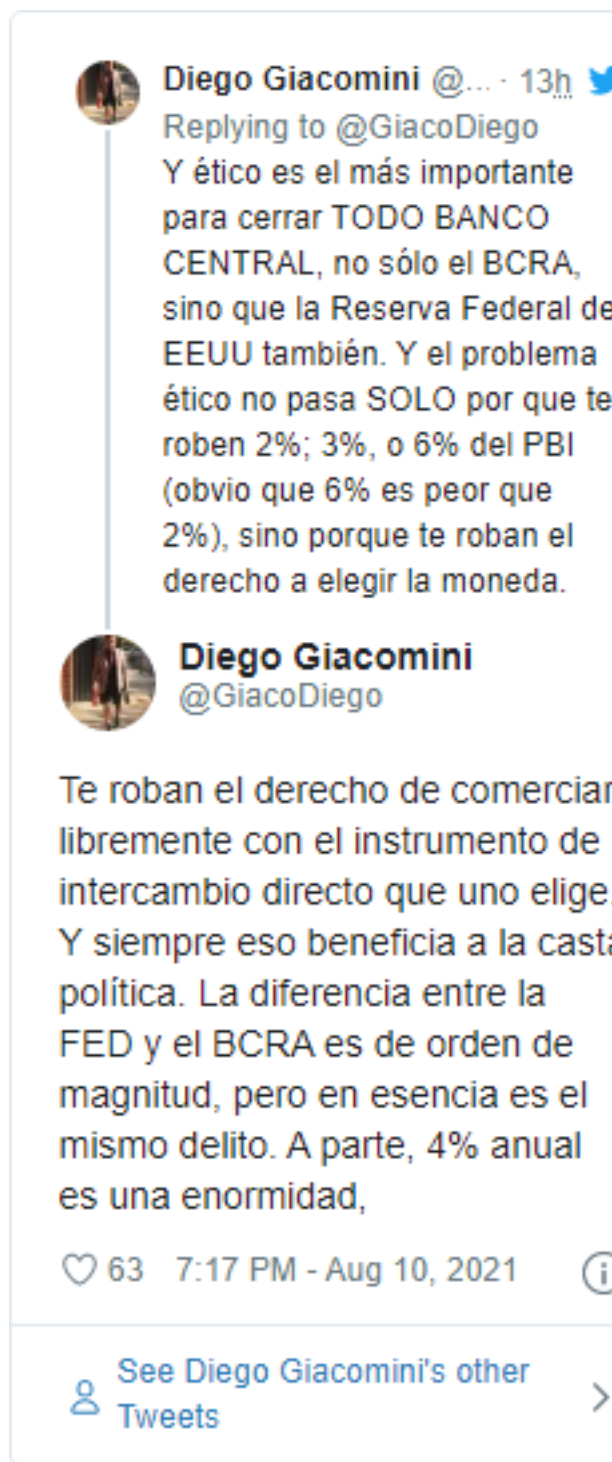 Diego Giacomini @... · 13h
Replying to @GiacoDiego
Y ético es el más importante
para cerrar TODO BANCO
CENTRAL, no sólo el BCRA,
sino que la Reserva Federal de
EEUU también. Y el problema
ético no pasa SOLO por que te
roben 2%; 3%, o 6% del PBI
(obvio que 6% es peor que
2%), sino porque te roban el
derecho a elegir la moneda.
Diego Giacomini
@GiacoDiego
Te roban el derecho de comerciar
libremente con el instrumento de
intercambio directo que uno elige.
Y siempre eso beneficia a la casta
política. La diferencia entre la
FED y el BCRA es de orden de
magnitud, pero en esencia es el
mismo delito. A parte, 4% anual
es una enormidad,
63 7:17 PM - Aug 10, 2021
See Diego Giacomini's other
Tweets